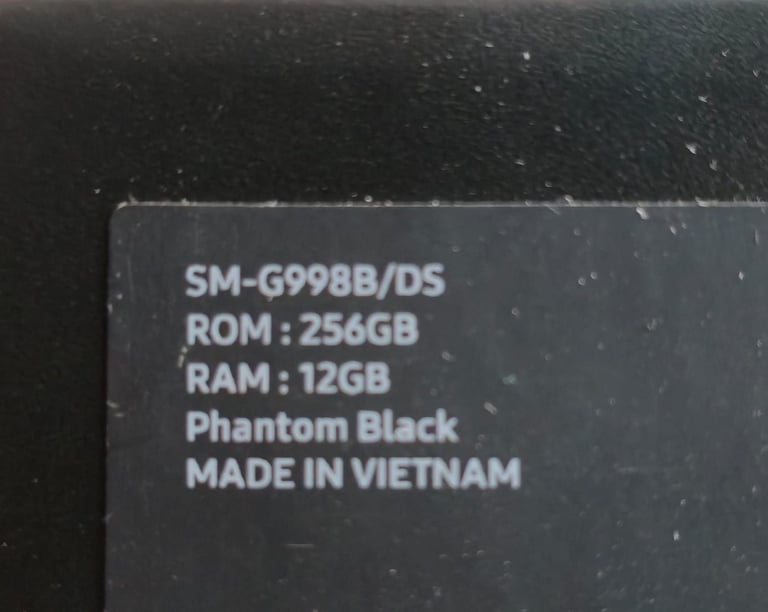 SM-G998B/DS
ROM : 256GB
RAM : 12GB
Phantom Black
MADE IN VIETNAM